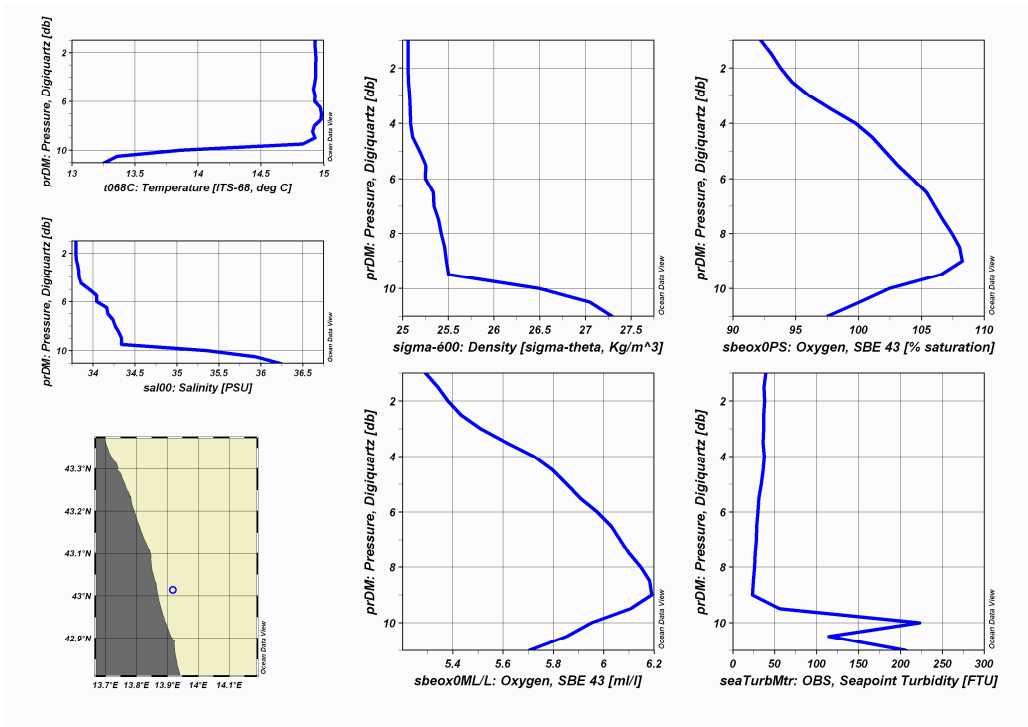 prDM: Pressure, Digiquartz [db]
2
6
10
13
13.5
14
14.5
15
t068C: Temperature [ITS-68, deg C]
Ocean Data View
prDM: Pressure, Digiquartz [db]
2
6
10
34
34.5
35
35.5
36
36.5
sal00: Salinity [PSU]
Ocean Data View
43.3°N
43.2°N
43.1°N
43°N
42.9°N
13.7°E
13.8°E
13.9°E
14°E
14.1°E
Ocean Data View
prDM: Pressure, Digiquartz [db]
2
4
6
8
10
25
25.5
26
26.5
27
27.5
sigma-é00: Density [sigma-theta, Kg/m^3]
Ocean Data View
prDM: Pressure, Digiquartz [db]
2
4
6
8
10
90
95
100
105
110
sbeox0PS: Oxygen, SBE 43 [% saturation]
Ocean Data View
prDM: Pressure, Digiquartz [db]
2
4
6
8
10
5.4
5.6
5.8
6
6.2
sbeox0ML/L: Oxygen, SBE 43 [ml/l]
Ocean Data View
prDM: Pressure, Digiquartz [db]
2
4
6
8
10
0
50
100
150
200
250
300
seaTurbMtr: OBS, Seapoint Turbidity [FTU]
Ocean Data View